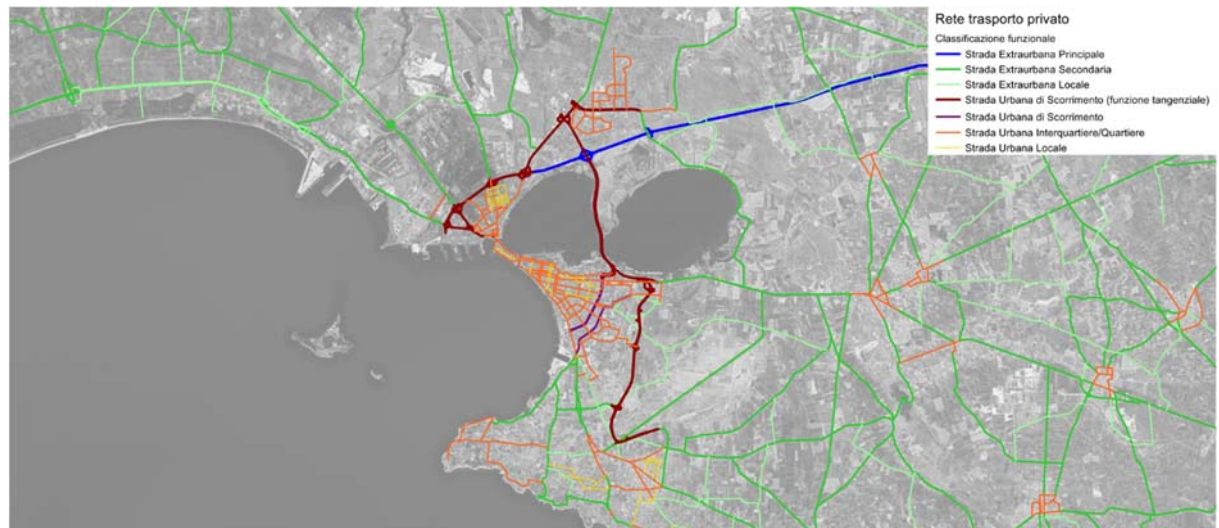 Rete trasporto privato
Classificazione funzionale
Strada Extraurbana Principale
Strada Extraurbana Secondaria
Strada Extraurbana Locale
Strada Urbana di Scorrimento (funzione tangenziale)
Strada Urbana di Scorrimento
Strada Urbana Interquartiere/Quartiere
Strada Urbana Locale